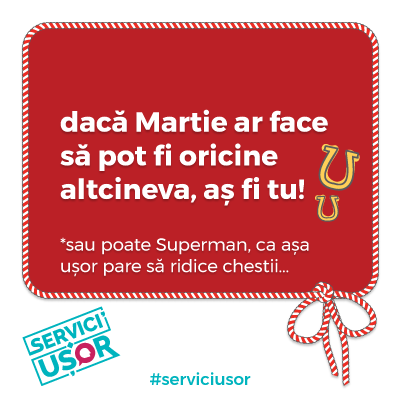 dacă Martie ar face
să pot fi oricine
altcineva, aș fi tu!
*sau poate Superman, ca așa
ușor pare să ridice chestii...
SERVICI
UȘOR
#serviciusor